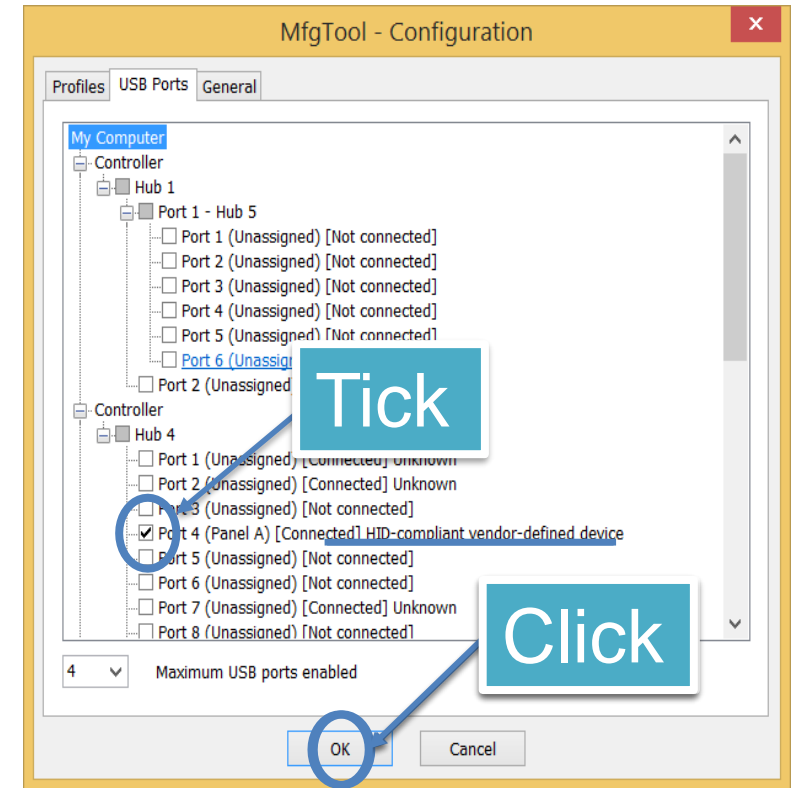 MfgTool - Configuration
x
Profiles USB Ports General
My Computer
Controller
Hub 1
Port 1 - Hub 5
Port 1 (Unassigned) [Not connected]
Port 2 (Unassigned) [Not connected]
Port 3 (Unassigned) [Not connected]
Port 4 (Unassigned) [Not connected]
Port 5 (Unassigned) [Not connected]
Port 6
Port 2 (Unassigned)
Tick
Controller
Hub 4
Port 1 (Unassigned) [Connected] Unknown
Port 2 (Unassigned) [Connected] Unknown
Port 3 (Unassigned) [Not connected]
Port 4 (Panel A) [Connected] HID-compliant vendor-defined device
Port 5 (Unassigned) [Not connected]
Port 6 (Unassigned) [Not connected]
Port 7 (Unassigned) [Connected] Unknown
Port 8 (Unassigned) [Not connected]
Click
4 Maximum USB ports enabled
OK Cancel